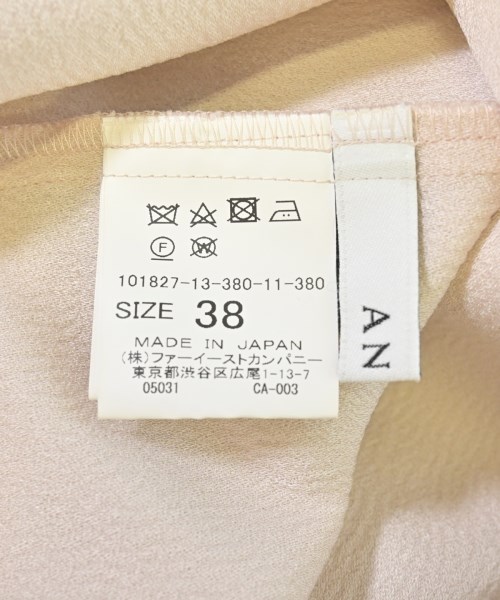 F W
101827-13-380-11-380
SIZE 38
MADE IN JAPAN
(株)ファーイーストカンパニー
東京都渋谷区広尾1-13-7
05031 CA-003
AN